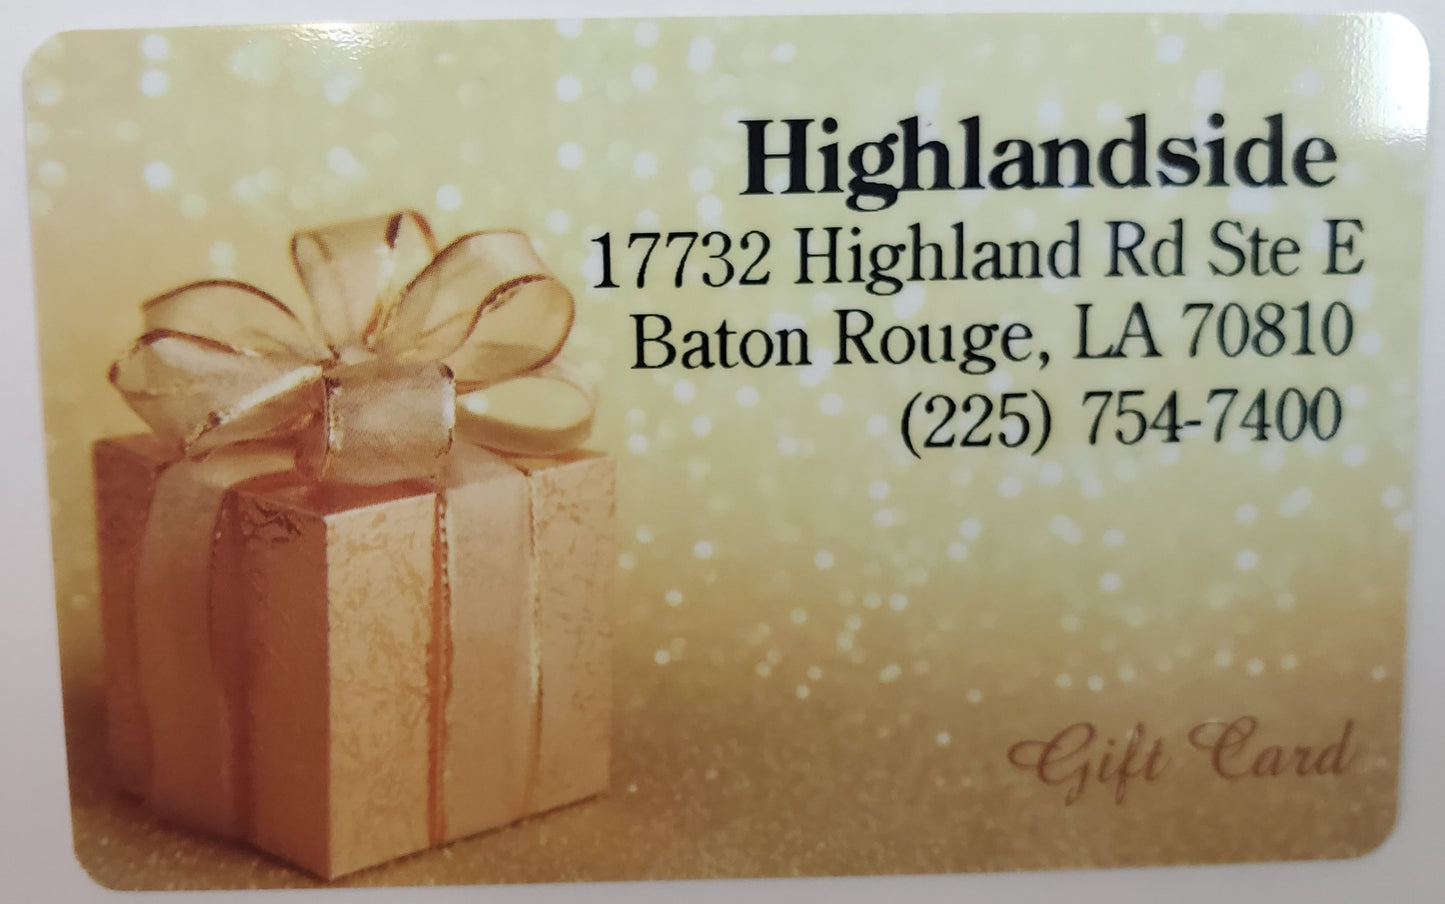 Highlandside
17732 Highland Rd Ste E
Baton Rouge, LA 70810
(225) 754-7400
Gift Card